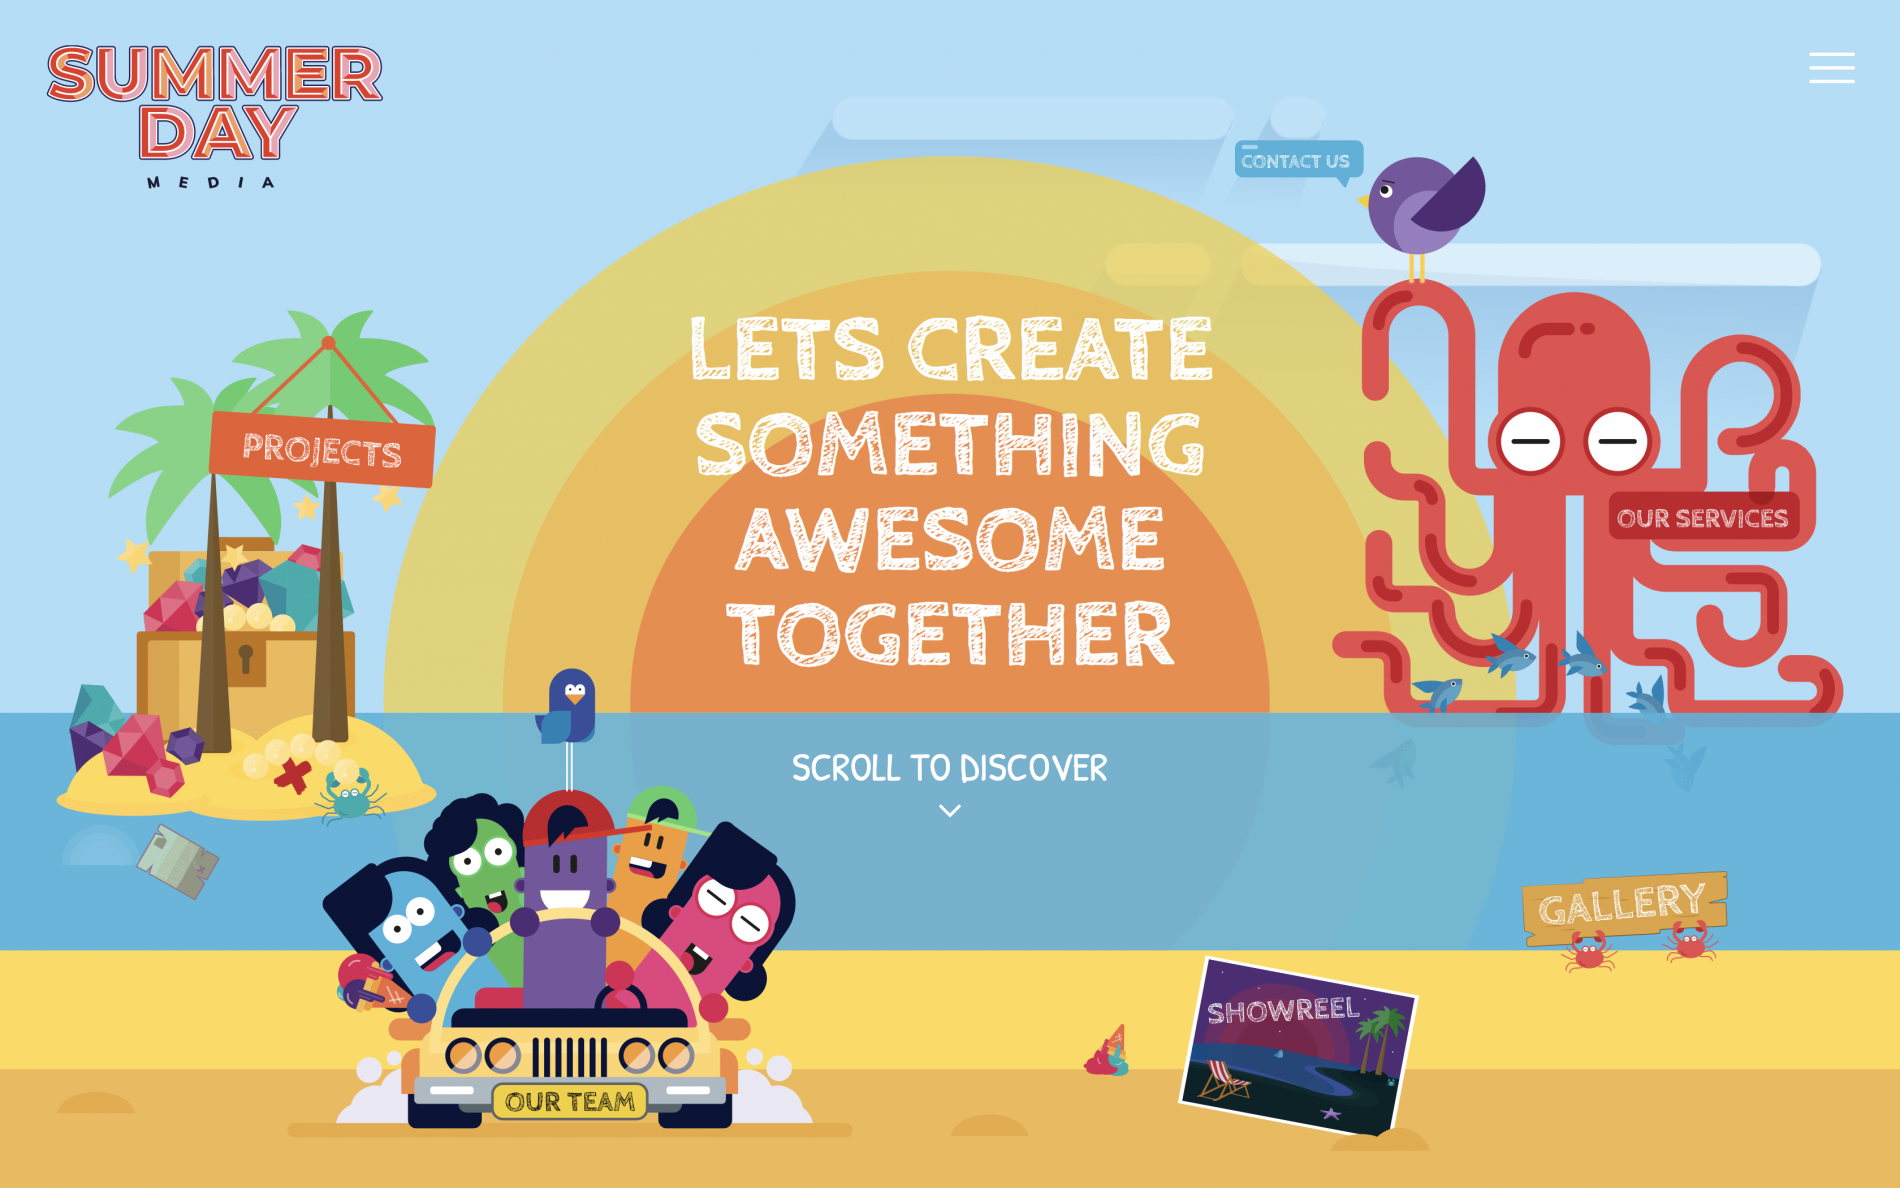 SUMMER
DAY
MEDIA
CONTACT US
LETS CREATE
SOMETHING
AWESOME
TOGETHER
PROJECTS
OUR SERVICES
SCROLL TO DISCOVER
GALLERY
SHOWREEL
OUR TEAM